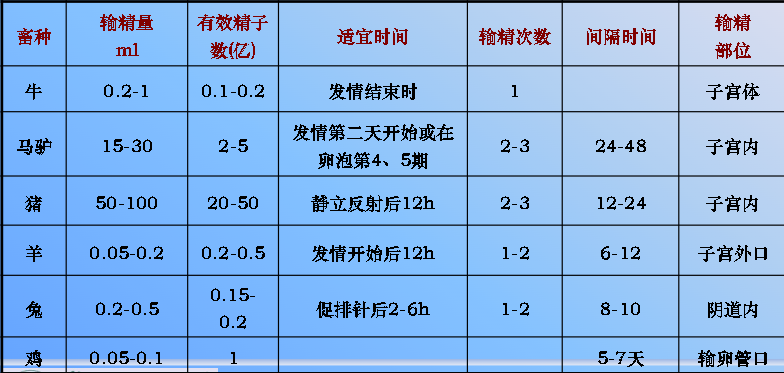 畜种 输精量 ml 有效精子数(亿) 适宜时间 输精次数 间隔时间 输精部位
牛 0.2-1 0.1-0.2 发情结束时 1 子宫体
马驴 15-30 2-5 发情第二天开始或在卵泡第4、5期 2-3 24-48 子宫内
猪 50-100 20-50 静立反射后12h 2-3 12-24 子宫内
羊 0.05-0.2 0.2-0.5 发情开始后12h 1-2 6-12 子宫外口
兔 0.2-0.5 0.15-0.2 促排针后2-6h 1-2 8-10 阴道内
鸡 0.05-0.1 1 5-7天 输卵管口